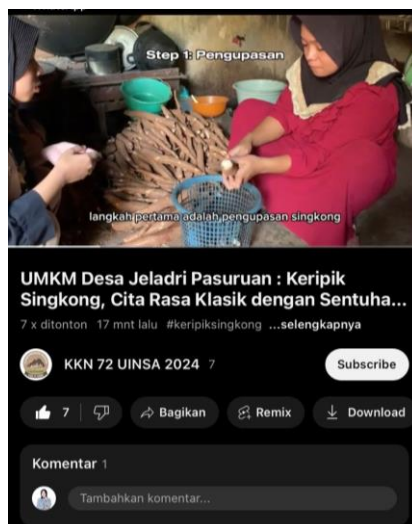 Step 1: Pengupasan
langkah pertama adalah pengupasan singkong
UMKM Desa Jeladri Pasuruan : Keripik
Singkong, Cita Rasa Klasik dengan Sentuha...
7 x ditonton 17 mnt lalu #keripiksingkong ...selengkapnya
KKN 72 UINSA 2024 7
Subscribe
7
Bagikan
Remix
Download
Komentar 1
Tambahkan komentar...